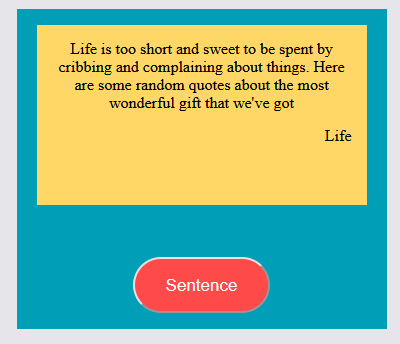 Life is too short and sweet to be spent by
cribbing and complaining about things. Here
are some random quotes about the most
wonderful gift that we've got
Life
Sentence